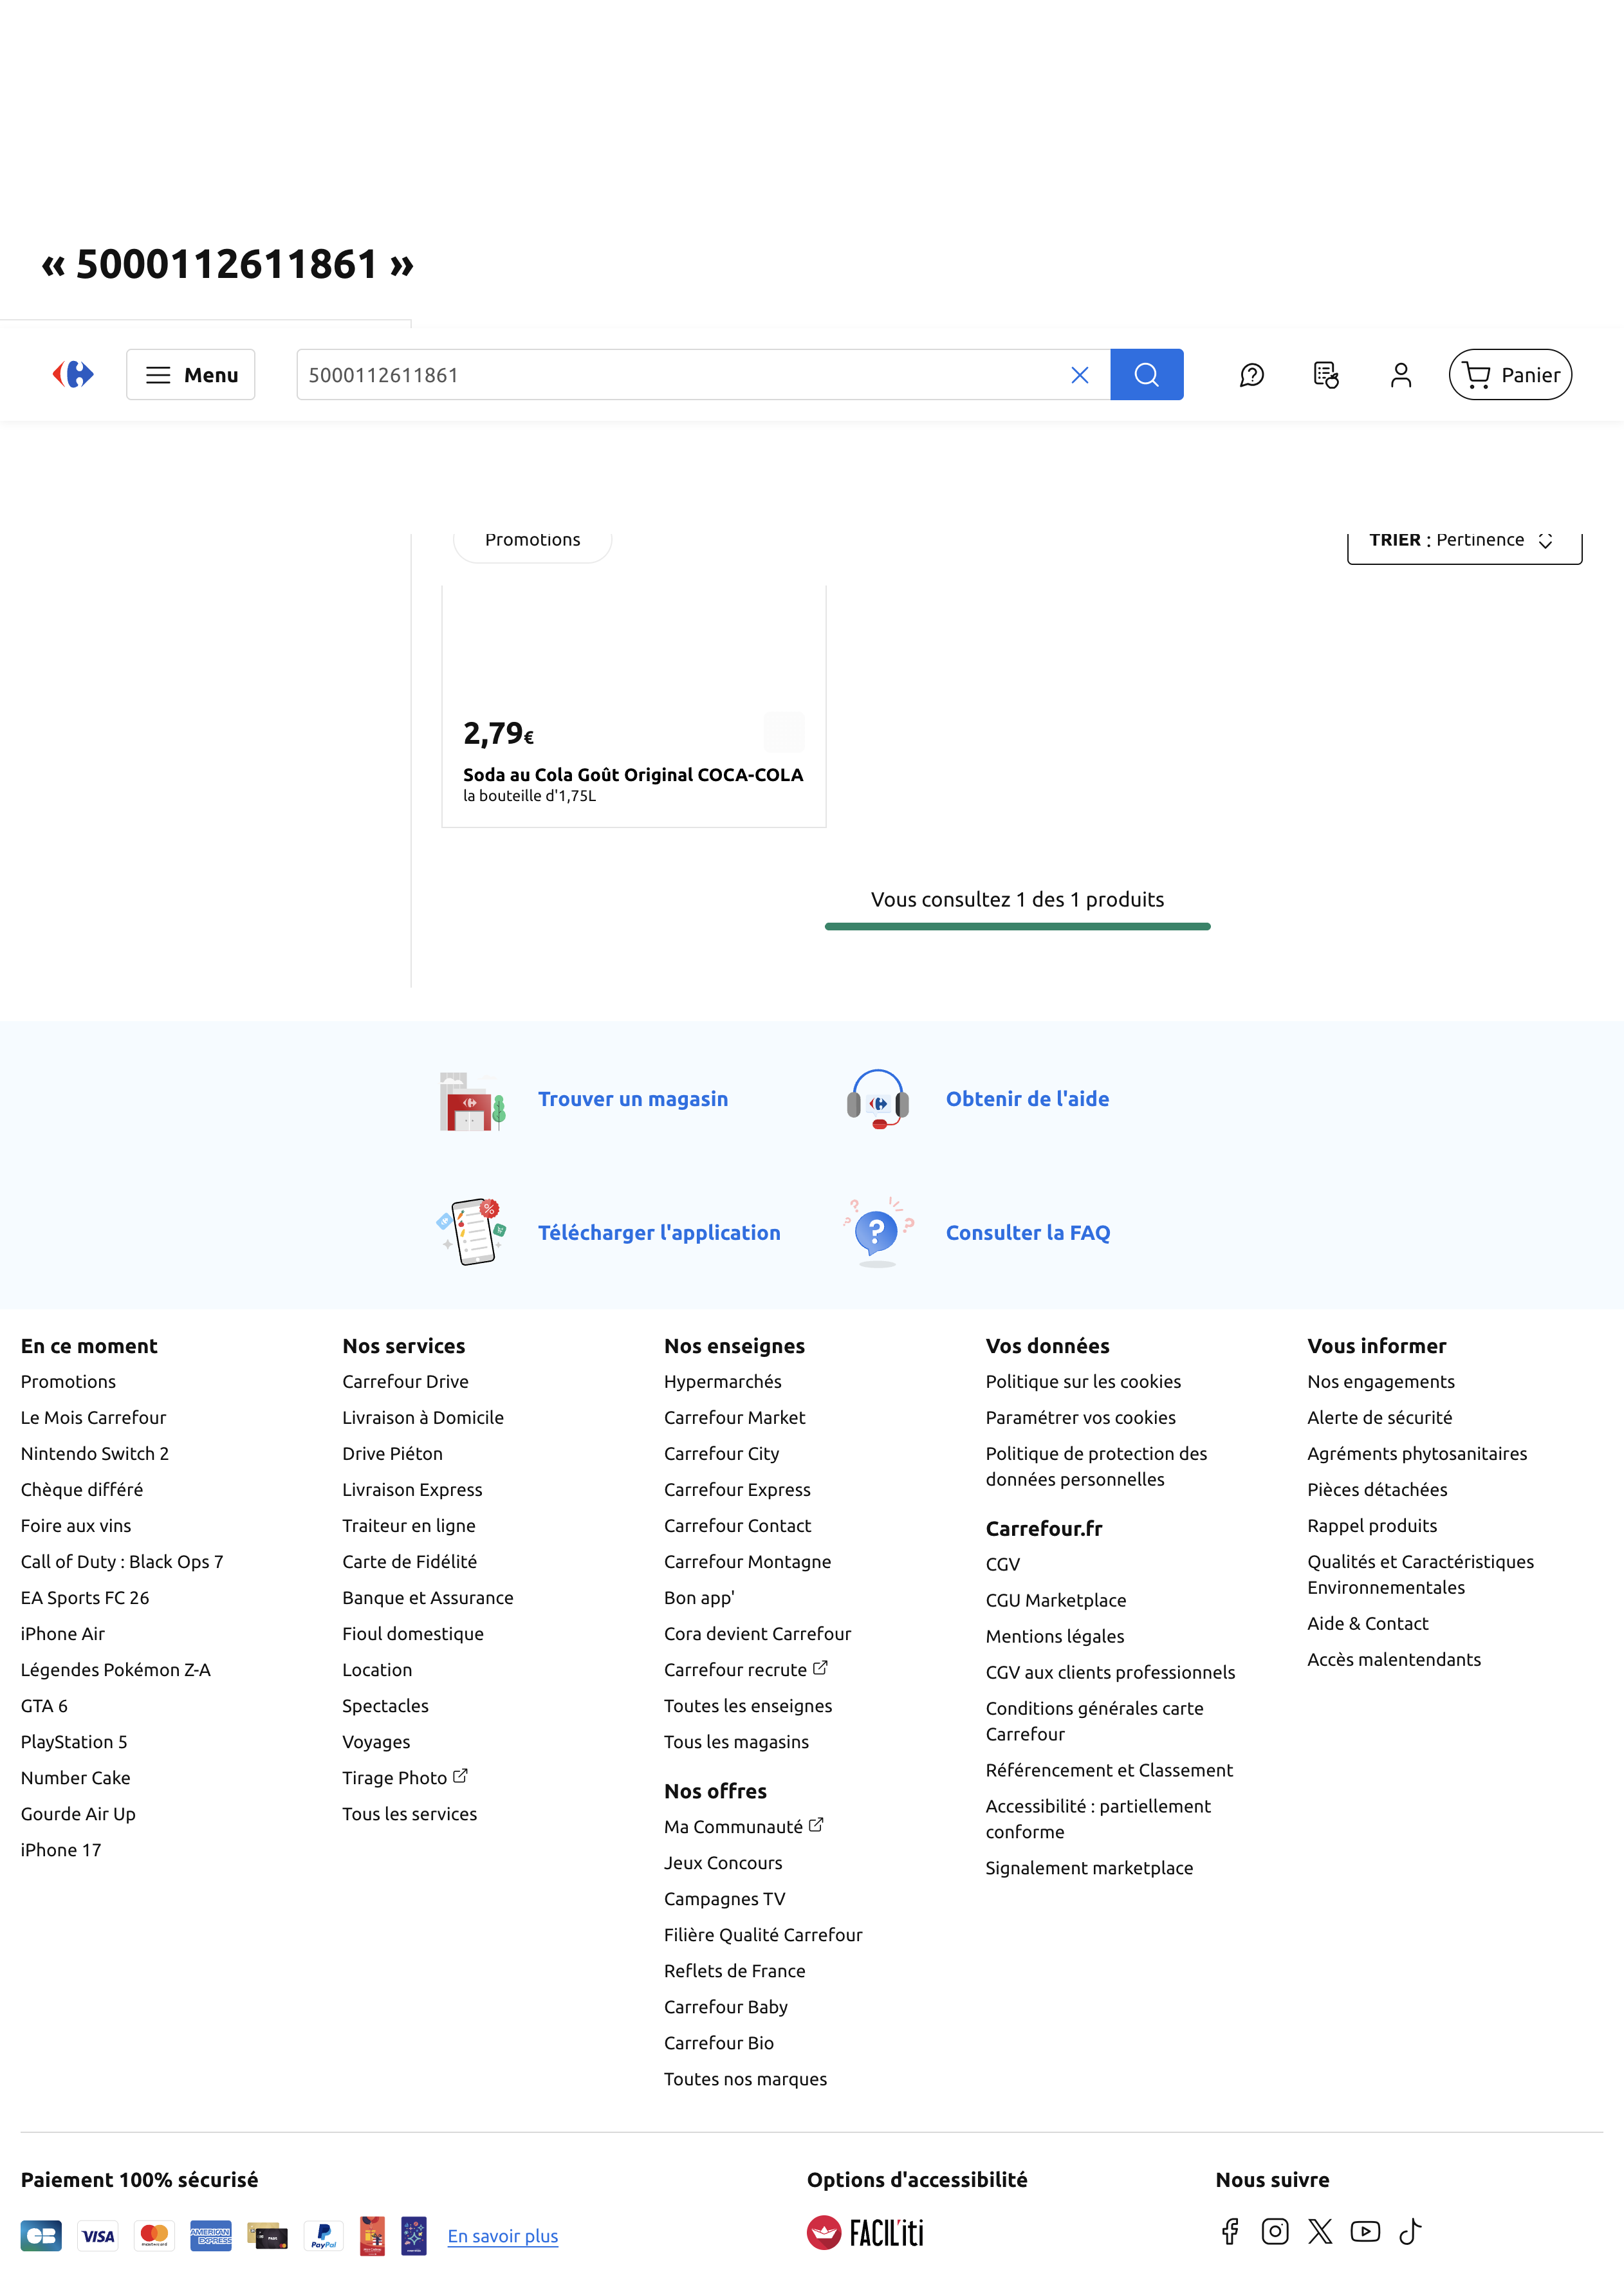 « 5000112611861 »
Menu
5000112611861
Panier
Promotions
TRIER : Pertinence
2,79€
Soda au Cola Goût Original COCA-COLA
la bouteille d'1,75L
Vous consultez 1 des 1 produits
Trouver un magasin
Obtenir de l'aide
Télécharger l'application
Consulter la FAQ
En ce moment
Promotions
Le Mois Carrefour
Nintendo Switch 2
Chèque différé
Foire aux vins
Call of Duty : Black Ops 7
EA Sports FC 26
iPhone Air
Légendes Pokémon Z-A
GTA 6
PlayStation 5
Number Cake
Gourde Air Up
iPhone 17
Nos services
Carrefour Drive
Livraison à Domicile
Drive Piéton
Livraison Express
Traiteur en ligne
Carte de Fidélité
Banque et Assurance
Fioul domestique
Location
Spectacles
Voyages
Tirage Photo
Tous les services
Nos enseignes
Hypermarchés
Carrefour Market
Carrefour City
Carrefour Express
Carrefour Contact
Carrefour Montagne
Bon app'
Cora devient Carrefour
Carrefour recrute
Toutes les enseignes
Tous les magasins
Nos offres
Ma Communauté
Jeux Concours
Campagnes TV
Filière Qualité Carrefour
Reflets de France
Carrefour Baby
Carrefour Bio
Toutes nos marques
Vos données
Politique sur les cookies
Paramétrer vos cookies
Politique de protection des
données personnelles
Carrefour.fr
CGV
CGU Marketplace
Mentions légales
CGV aux clients professionnels
Conditions générales carte
Carrefour
Référencement et Classement
Accessibilité : partiellement
conforme
Signalement marketplace
Vous informer
Nos engagements
Alerte de sécurité
Agréments phytosanitaires
Pièces détachées
Rappel produits
Qualités et Caractéristiques
Environnementales
Aide & Contact
Accès malentendants
Paiement 100% sécurisé
CB
VISA
mastercard
AMERICAN
EXPRESS
PASS
PayPal
En savoir plus
Options d'accessibilité
FACIL'iti
Nous suivre